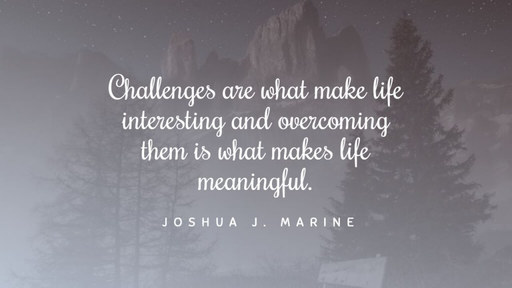 Challenges are what make life
interesting and overcoming
them is what makes life
meaningful.
JOSHUA J. MARINE